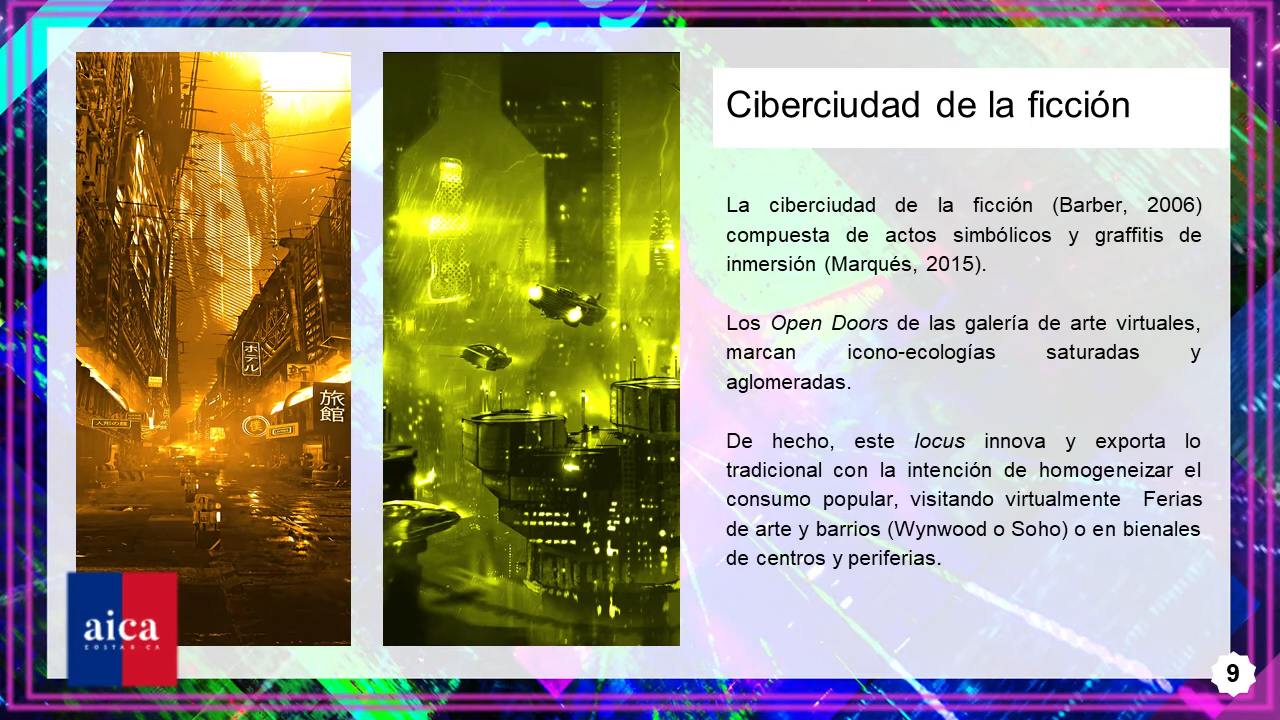 Ciberciudad de la ficción
La ciberciudad de la ficción (Barber, 2006)
compuesta de actos simbólicos y graffitis de
inmersión (Marqués, 2015).
Los Open Doors de las galería de arte virtuales,
marcan icono-ecologías saturadas y
aglomeradas.
De hecho, este locus innova y exporta lo
tradicional con la intención de homogeneizar el
consumo popular, visitando virtualmente Ferias
de arte y barrios (Wynwood o Soho) o en bienales
de centros y periferias.
ホテル
旅館
aica
COSTA RICA
9